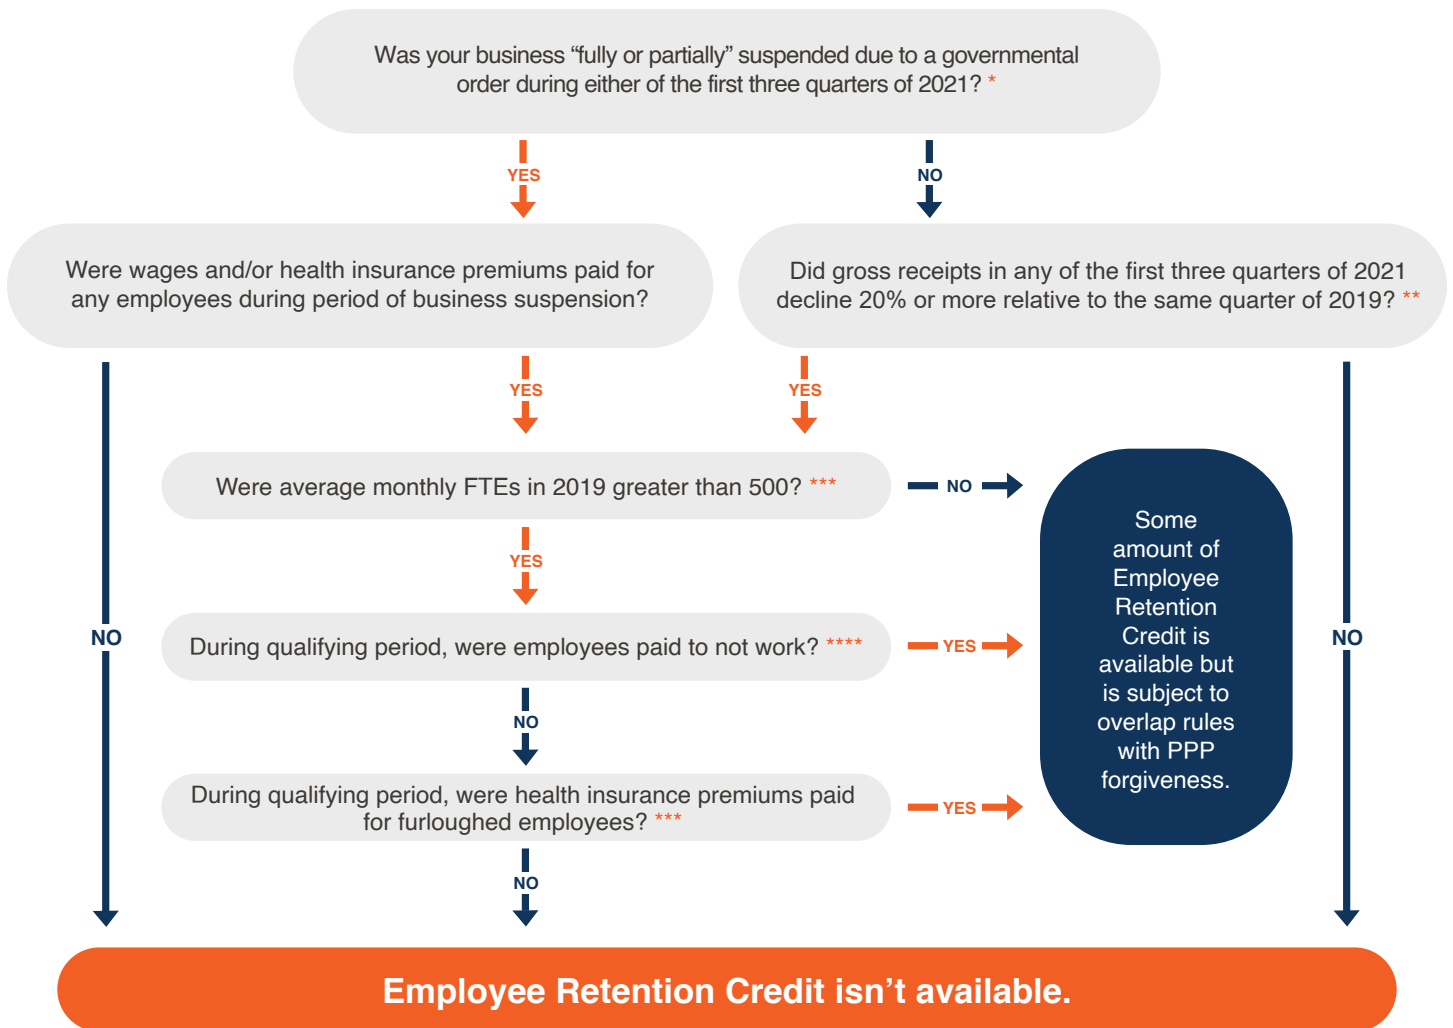 Was your business “fully or partially” suspended due to a governmental
order during either of the first three quarters of 2021? *
YES
NO
Were wages and/or health insurance premiums paid for
any employees during period of business suspension?
Did gross receipts in any of the first three quarters of 2021
decline 20% or more relative to the same quarter of 2019? **
YES
YES
Were average monthly FTEs in 2019 greater than 500? ***
NO
YES
Some
amount of
Employee
Retention
Credit is
available but
is subject to
overlap rules
with PPP
forgiveness.
NO
During qualifying period, were employees paid to not work? ****
YES
NO
NO
During qualifying period, were health insurance premiums paid
for furloughed employees? ***
YES
NO
Employee Retention Credit isn’t available.